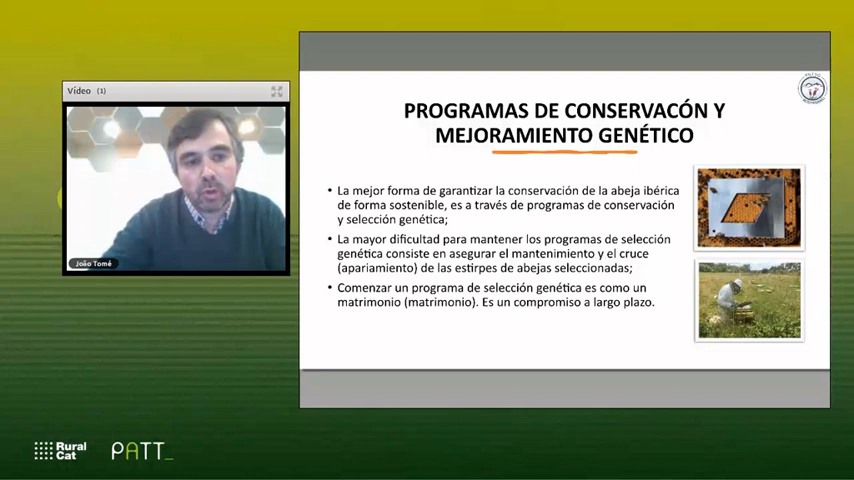 Vídeo (1)
João Tomé
PROGRAMAS DE CONSERVACÓN Y
MEJORAMIENTO GENÉTICO
• La mejor forma de garantizar la conservación de la abeja ibérica
de forma sostenible, es a través de programas de conservación
y selección genética;
• La mayor dificultad para mantener los programas de selección
genética consiste en asegurar el mantenimiento y el cruce
(apariamiento) de las estirpes de abejas seleccionadas;
• Comenzar un programa de selección genética es como un
matrimonio (matrimonio). Es un compromiso a largo plazo.
Rural
Cat
PATT_